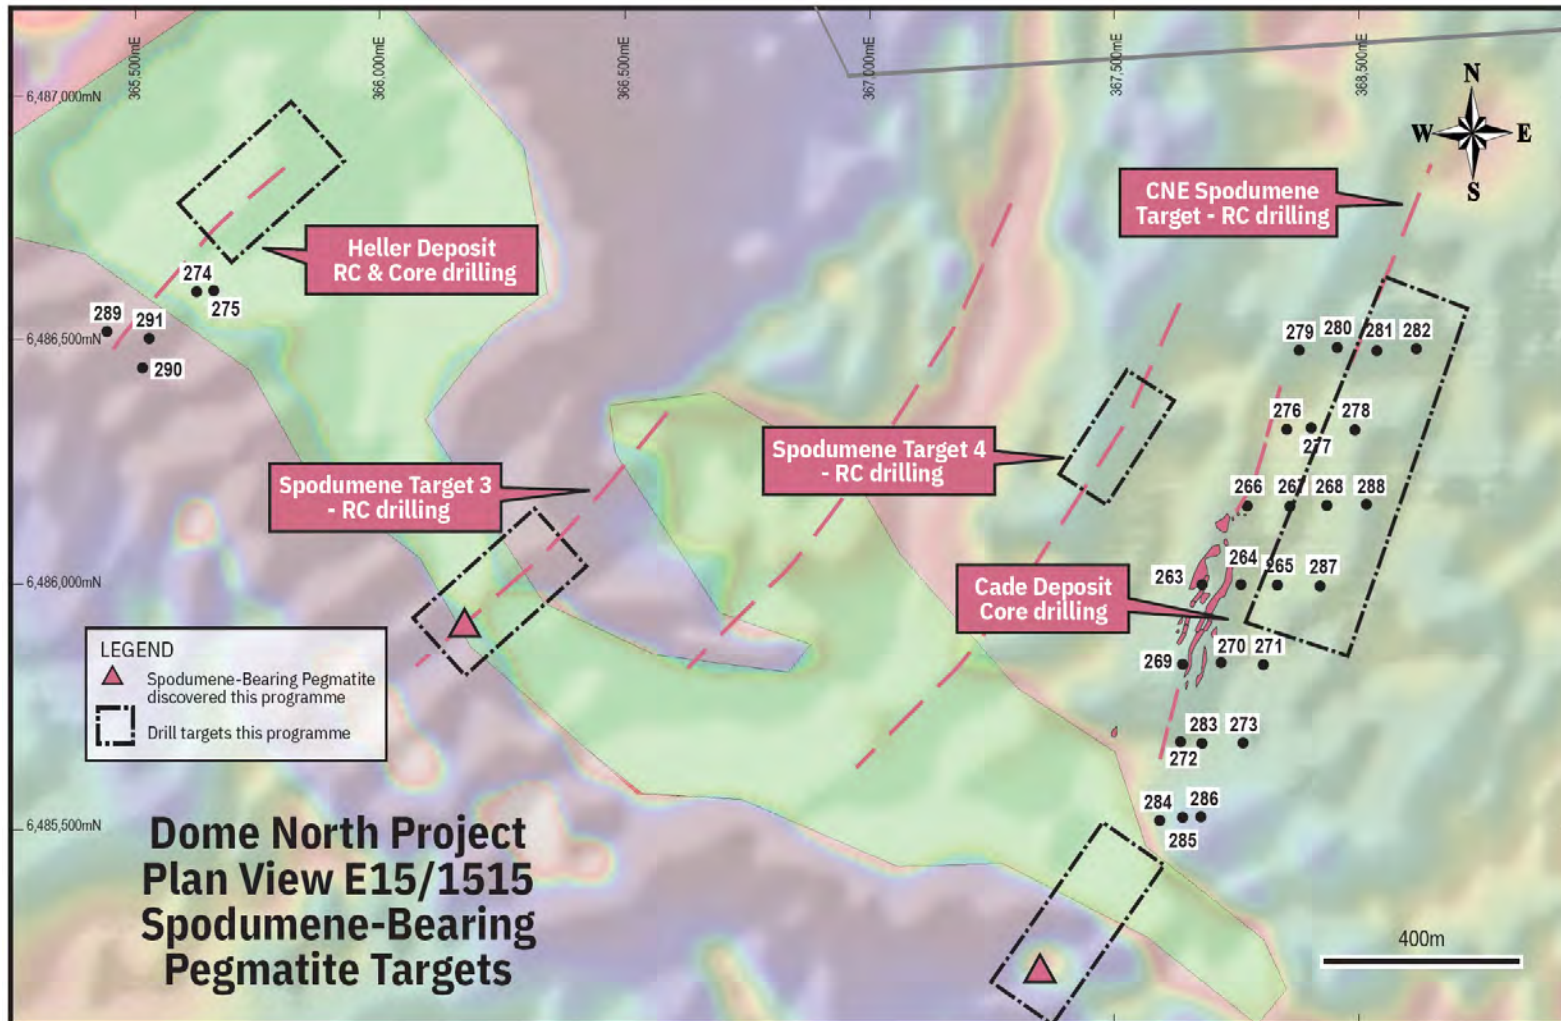 365,500mE
366,000mE
366,500mE
367,000mE
367,500mE
368,500mE
6,487,000mN
6,486,500mN
6,486,000mN
6,485,500mN
N
W E
S
CNE Spodumene
Target - RC drilling
Heller Deposit
RC & Core drilling
274
275
289
291
290
279
280
281
282
276
277
278
Spodumene Target 4
- RC drilling
Spodumene Target 3
- RC drilling
266
267
268
288
263
264
265
287
Cade Deposit
Core drilling
269
270
271
283
273
272
284
286
285
LEGEND
Spodumene-Bearing Pegmatite
discovered this programme
Drill targets this programme
Dome North Project
Plan View E15/1515
Spodumene-Bearing
Pegmatite Targets
400m